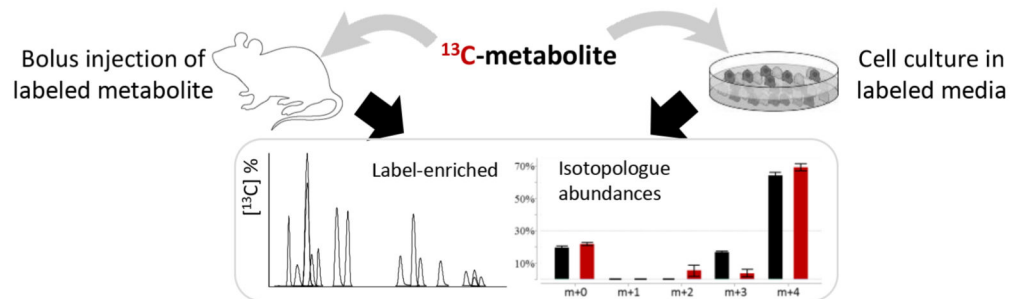 Bolus injection of
labeled metabolite
¹³C-metabolite
Cell culture in
labeled media
[¹³C] %
Label-enriched
Isotopologue
abundances
70%
50%
30%
10%
m+0 m+1 m+2 m+3 m+4